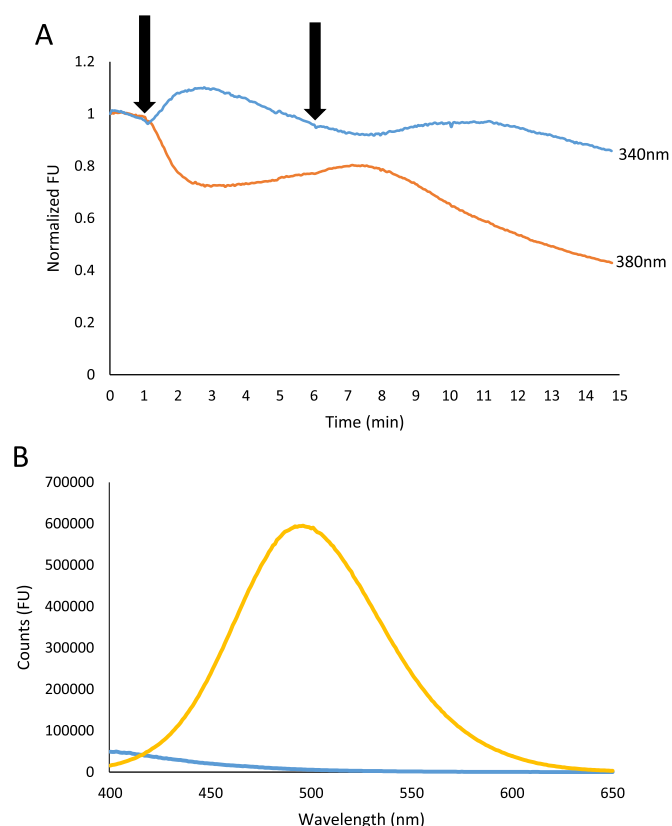 A
1.2
1
0.8
0.6
0.4
0.2
0
Normalized FU
340nm
380nm
0 1 2 3 4 5 6 7 8 9 10 11 12 13 14 15
Time (min)
B
700000
600000
500000
400000
300000
200000
100000
0
Counts (FU)
400 450 500 550 600 650
Wavelength (nm)